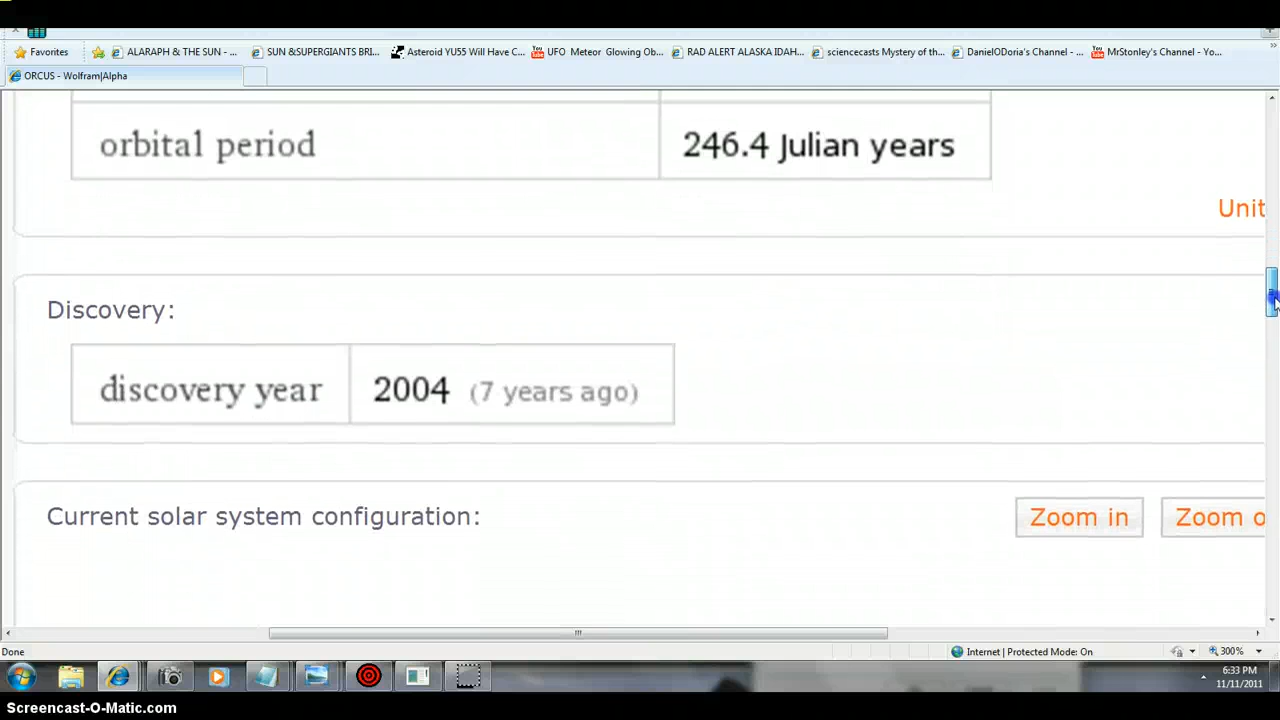 Favorites
ALARAPH & THE SUN - ...
SUN &SUPERGIANTS BRI...
Asteroid YU55 Will Have C...
UFO Meteor Glowing Ob...
RAD ALERT ALASKA IDAH...
sciencecasts Mystery of th...
DanielODoria's Channel - ...
MrStonley's Channel - Yo...
ORCUS - Wolfram|Alpha
orbital period 246.4 Julian years
Unit
Discovery:
discovery year 2004 (7 years ago)
Current solar system configuration:
Zoom in
Zoom o
Done
Internet | Protected Mode: On
300%
6:33 PM
11/11/2011
Screencast-O-Matic.com